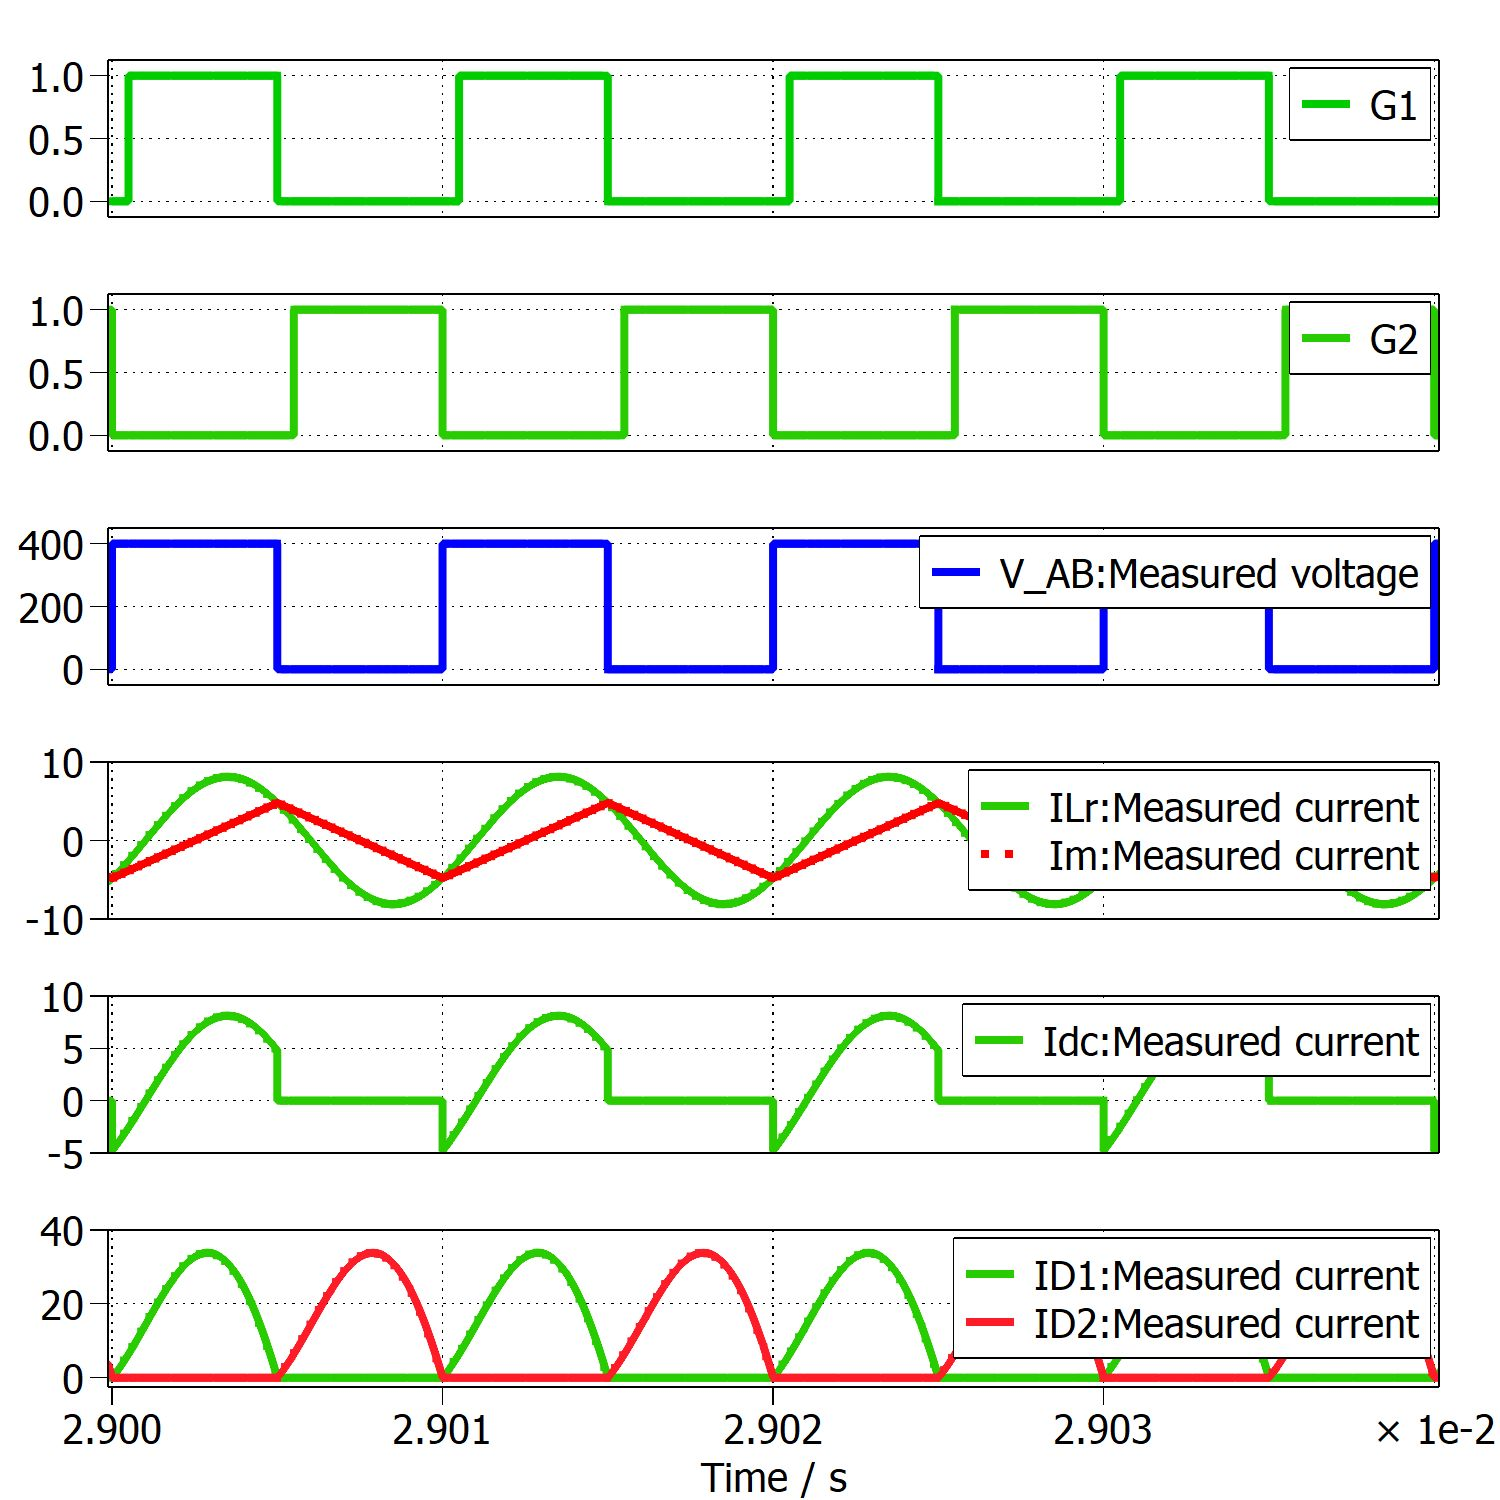 1.0
0.5
0.0
G1
1.0
0.5
0.0
G2
400
200
0
V_AB:Measured voltage
10
0
-10
ILr:Measured current
Im:Measured current
10
5
0
-5
Idc:Measured current
40
20
0
ID1:Measured current
ID2:Measured current
2.900 2.901 2.902 2.903 × 1e-2
Time / s